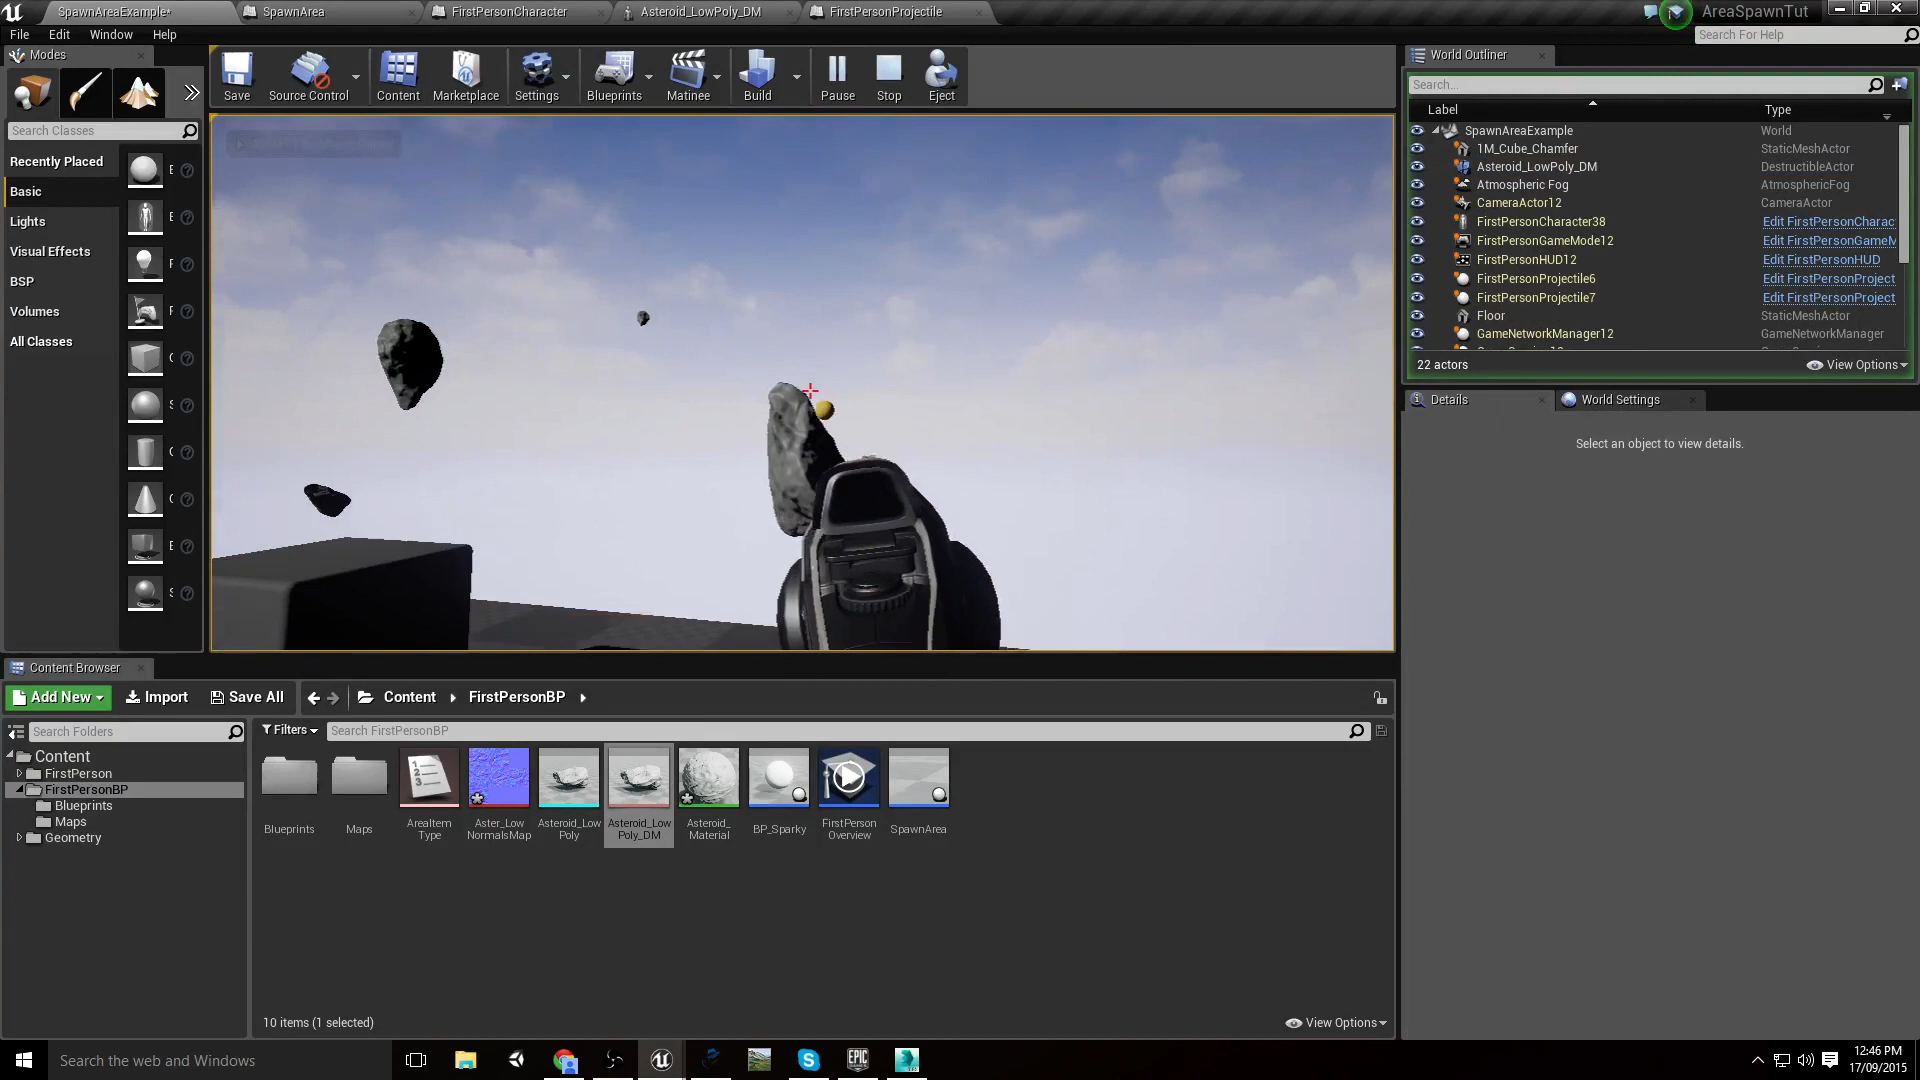 SpawnAreaExample*
SpawnArea
FirstPersonCharacter
Asteroid_LowPoly_DM
FirstPersonProjectile
AreaSpawnTut
File Edit Window Help
Search For Help
Modes
Save
Source Control
Content
Marketplace
Settings
Blueprints
Matinee
Build
Pause
Stop
Eject
Search Classes
Recently Placed
Basic
Lights
Visual Effects
BSP
Volumes
All Classes
World Outliner
Search...
Label Type
SpawnAreaExample World
1M_Cube_Chamfer StaticMeshActor
Asteroid_LowPoly_DM DestructibleActor
Atmospheric Fog AtmosphericFog
CameraActor12 CameraActor
FirstPersonCharacter38 Edit FirstPersonCharac
FirstPersonGameMode12 Edit FirstPersonGameM
FirstPersonHUD12 Edit FirstPersonHUD
FirstPersonProjectile6 Edit FirstPersonProject
FirstPersonProjectile7 Edit FirstPersonProject
Floor StaticMeshActor
GameNetworkManager12 GameNetworkManager
22 actors
View Options
Details
World Settings
Select an object to view details.
Content Browser
Add New
Import
Save All
Content
FirstPersonBP
Search Folders
Filters
Search FirstPersonBP
Content
FirstPerson
FirstPersonBP
Blueprints
Maps
Geometry
Blueprints
Maps
AreaItem
Type
Aster_Low
NormalsMap
Asteroid_Low
Poly
Asteroid_Low
Poly_DM
Asteroid_
Material
BP_Sparky
FirstPerson
Overview
SpawnArea
10 items (1 selected)
View Options
Search the web and Windows
12:46 PM
17/09/2015